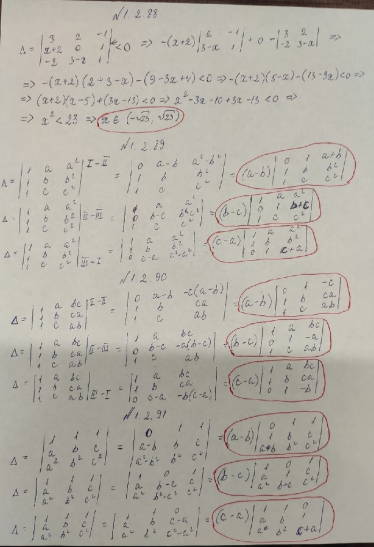 №1.2.88
Δ = | 3 2 -1 ; x+2 0 1 ; -2 3-x 1 | < 0 ⇒ -(x+2) | 2 -1 ; 3-x 1 | + 0 - | 3 2 ; -2 3-x | ⇒
⇒ -(x+2)(2+3-x) - (9-3x+4) < 0 ⇒ -(x+2)(5-x) - (13-3x) < 0 ⇒
⇒ (x+2)(x-5) + (3x-13) < 0 ⇒ x² - 3x - 10 + 3x - 13 < 0 ⇒
⇒ x² < 23 ⇒ x ∈ (-√23, √23)
№1.2.89
Δ = | 1 a a² ; 1 b b² ; 1 c c² | I-II = | 0 a-b a²-b² ; 1 b b² ; 1 c c² | = (a-b) | 0 1 a+b ; 1 b b² ; 1 c c² |
Δ = | 1 a a² ; 1 b b² ; 1 c c² | II-III = | 1 a a² ; 0 b-c b²-c² ; 1 c c² | = (b-c) | 1 a a² ; 0 1 b+c ; 1 c c² |
Δ = | 1 a a² ; 1 b b² ; 1 c c² | III-I = | 1 a a² ; 1 b b² ; 0 c-a c²-a² | = (c-a) | 1 a a² ; 1 b b² ; 0 1 c+a |
№1.2.90
Δ = | 1 a bc ; 1 b ca ; 1 c ab | I-II = | 0 a-b -c(a-b) ; 1 b ca ; 1 c ab | = (a-b) | 0 1 -c ; 1 b ca ; 1 c ab |
Δ = | 1 a bc ; 1 b ca ; 1 c ab | II-III = | 1 a bc ; 0 b-c -a(b-c) ; 1 c ab | = (b-c) | 1 a bc ; 0 1 -a ; 1 c ab |
Δ = | 1 a bc ; 1 b ca ; 1 c ab | III-I = | 1 a bc ; 1 b ca ; 0 c-a -b(c-a) | = (c-a) | 1 a bc ; 1 b ca ; 0 1 -b |
№1.2.91
Δ = | 1 1 1 ; a b c ; a² b² c² | = | 0 1 1 ; a-b b c ; a²-b² b² c² | = (a-b) | 0 1 1 ; 1 b c ; a+b b² c² |
Δ = | 1 1 1 ; a b c ; a² b² c² | = | 1 0 1 ; a b-c c ; a² b²-c² c² | = (b-c) | 1 0 1 ; a 1 c ; a² b+c c² |
Δ = | 1 1 1 ; a b c ; a² b² c² | = | 1 1 0 ; a b c-a ; a² b² c²-a² | = (c-a) | 1 1 0 ; a b 1 ; a² b² c+a |